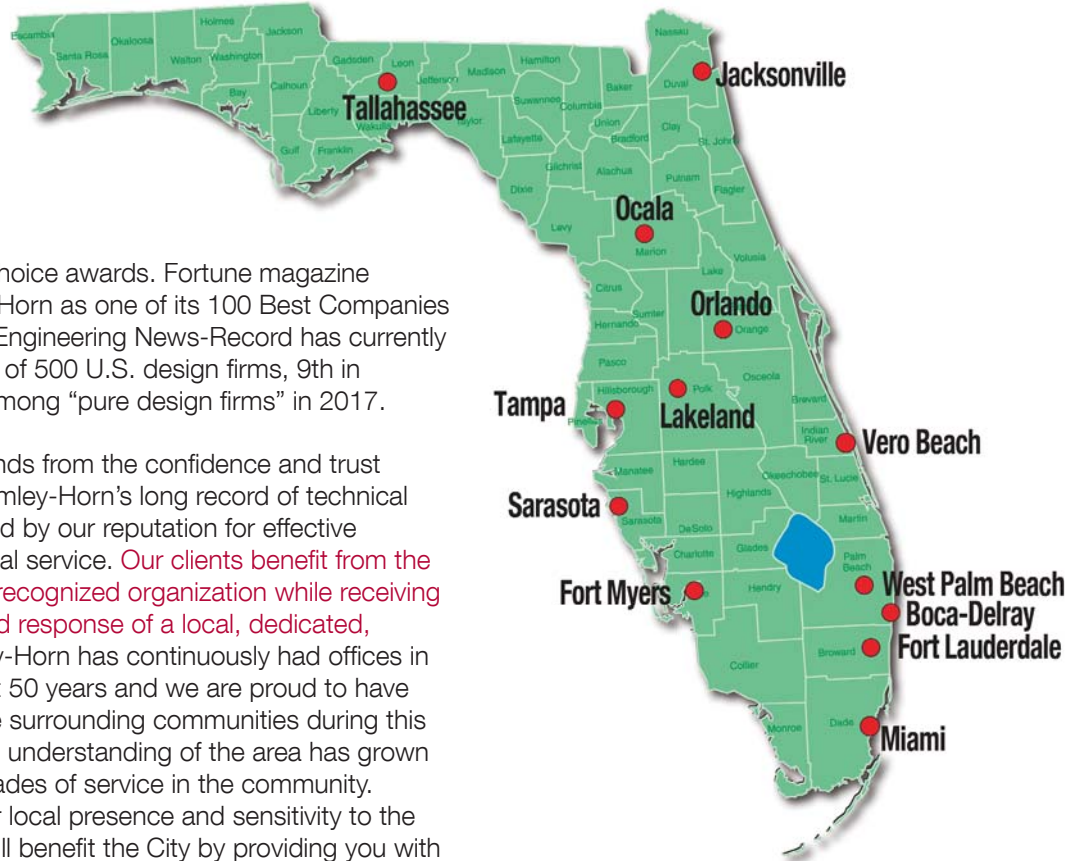 Escambia
Santa Rosa
Okaloosa
Walton
Holmes
Washington
Bay
Jackson
Calhoun
Gulf
Liberty
Franklin
Gadsden
Leon
Wakulla
Jefferson
Madison
Taylor
Hamilton
Suwannee
Lafayette
Dixie
Columbia
Gilchrist
Levy
Baker
Union
Bradford
Alachua
Marion
Nassau
Duval
Clay
St. John
Putnam
Flagler
Volusia
Lake
Citrus
Sumter
Hernando
Pasco
Orange
Hillsborough
Polk
Osceola
Brevard
Manatee
Hardee
Indian
River
Okeechobee
St. Lucie
Highlands
Sarasota
DeSoto
Martin
Charlotte
Glades
Palm
Beach
Hendry
Collier
Broward
Monroe
Dade
Tallahassee
Jacksonville
Ocala
Orlando
Tampa
Lakeland
Vero Beach
Sarasota
Fort Myers
West Palm Beach
Boca-Delray
Fort Lauderdale
Miami
hoice awards. Fortune magazine
Horn as one of its 100 Best Companies
Engineering News-Record has currently
of 500 U.S. design firms, 9th in
mong “pure design firms” in 2017.
nds from the confidence and trust
mley-Horn’s long record of technical
d by our reputation for effective
al service. Our clients benefit from the
recognized organization while receiving
d response of a local, dedicated,
y-Horn has continuously had offices in
t 50 years and we are proud to have
e surrounding communities during this
understanding of the area has grown
ades of service in the community.
r local presence and sensitivity to the
ll benefit the City by providing you with